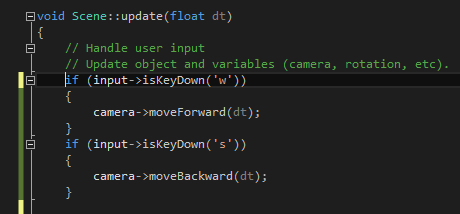 void Scene::update(float dt)
{
// Handle user input
// Update object and variables (camera, rotation, etc).
if (input->isKeyDown('w'))
{
camera->moveForward(dt);
}
if (input->isKeyDown('s'))
{
camera->moveBackward(dt);
}